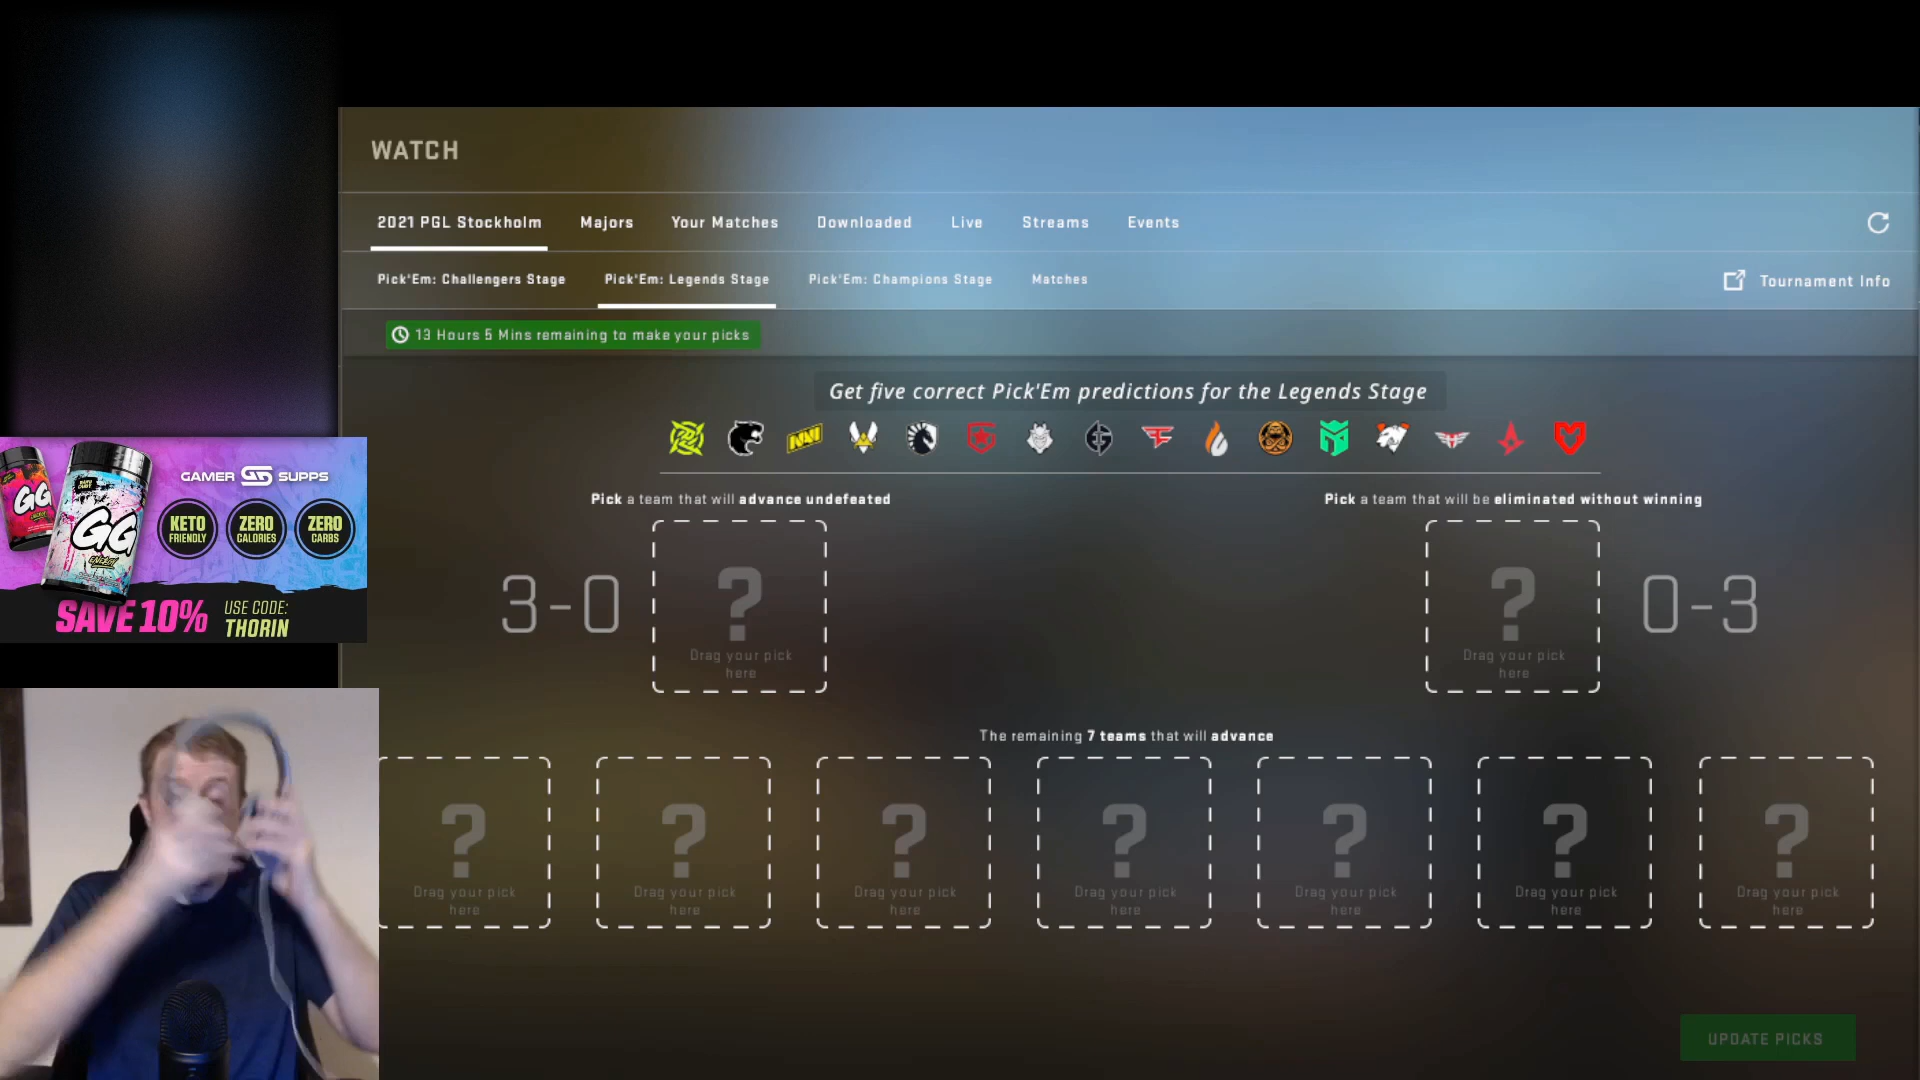 WATCH
2021 PGL Stockholm Majors Your Matches Downloaded Live Streams Events
Pick'Em: Challengers Stage Pick'Em: Legends Stage Pick'Em: Champions Stage Matches Tournament Info
13 Hours 5 Mins remaining to make your picks
Get five correct Pick'Em predictions for the Legends Stage
NAVI
Pick a team that will advance undefeated
Pick a team that will be eliminated without winning
3-0
?
Drag your pick
here
?
Drag your pick
here
0-3
GAMER GG SUPPS
GG
GG
ENERGY
KETO
FRIENDLY
ZERO
CALORIES
ZERO
CARBS
SAVE 10%
USE CODE:
THORIN
The remaining 7 teams that will advance
? ? ? ? ? ? ?
Drag your pick Drag your pick Drag your pick Drag your pick Drag your pick Drag your pick Drag your pick
here here here here here here here
UPDATE PICKS